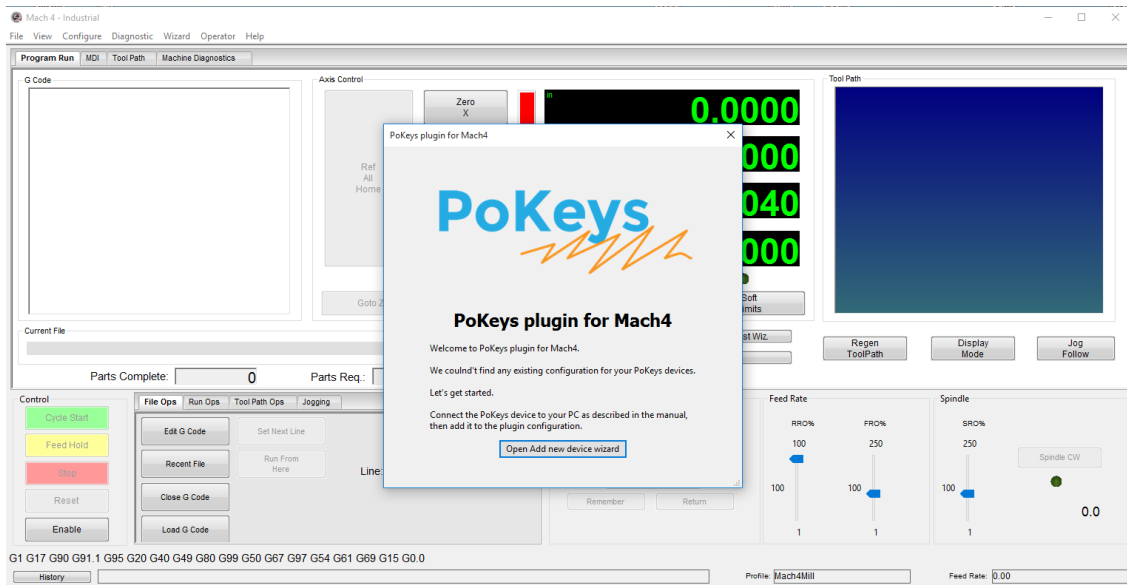 Mach 4 - Industrial
File View Configure Diagnostic Wizard Operator Help
Program Run MDI Tool Path Machine Diagnostics
G Code
Axis Control
Tool Path
Zero
X
in
0.0000
Ref
All
Home
000
040
000
Goto Z
Soft
mits
PoKeys plugin for Mach4
PoKeys
PoKeys plugin for Mach4
Welcome to PoKeys plugin for Mach4.
We coulnd't find any existing configuration for your PoKeys devices.
Let's get started.
Connect the PoKeys device to your PC as described in the manual,
then add it to the plugin configuration.
Open Add new device wizard
Current File
st Wiz.
Regen
ToolPath
Display
Mode
Jog
Follow
Parts Complete: 0 Parts Req.:
Control
Cycle Start
Feed Hold
Stop
Reset
Enable
File Ops Run Ops Tool Path Ops Jogging
Edit G Code Set Next Line
Recent File Run From
Here
Line:
Close G Code
Load G Code
Remember Return
Feed Rate
RRO% FRO%
100 250
100 100
1 1
Spindle
SRO%
250
100
1
Spindle CW
0.0
G1 G17 G90 G91.1 G95 G20 G40 G49 G80 G99 G50 G67 G97 G54 G61 G69 G15 G0.0
History
Profile: Mach4Mill
Feed Rate: 0.00